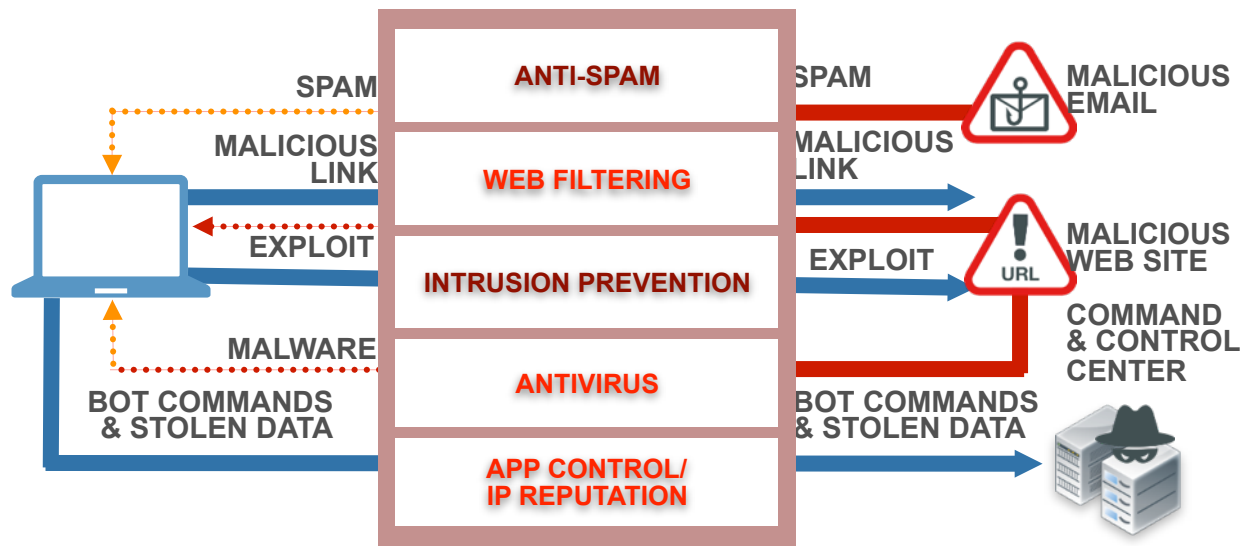 ANTI-SPAM
SPAM
SPAM
MALICIOUS
EMAIL
MALICIOUS
LINK
WEB FILTERING
MALICIOUS
LINK
EXPLOIT
INTRUSION PREVENTION
EXPLOIT
URL
MALICIOUS
WEB SITE
MALWARE
ANTIVIRUS
COMMAND
& CONTROL
CENTER
BOT COMMANDS
& STOLEN DATA
APP CONTROL/
IP REPUTATION
BOT COMMANDS
& STOLEN DATA